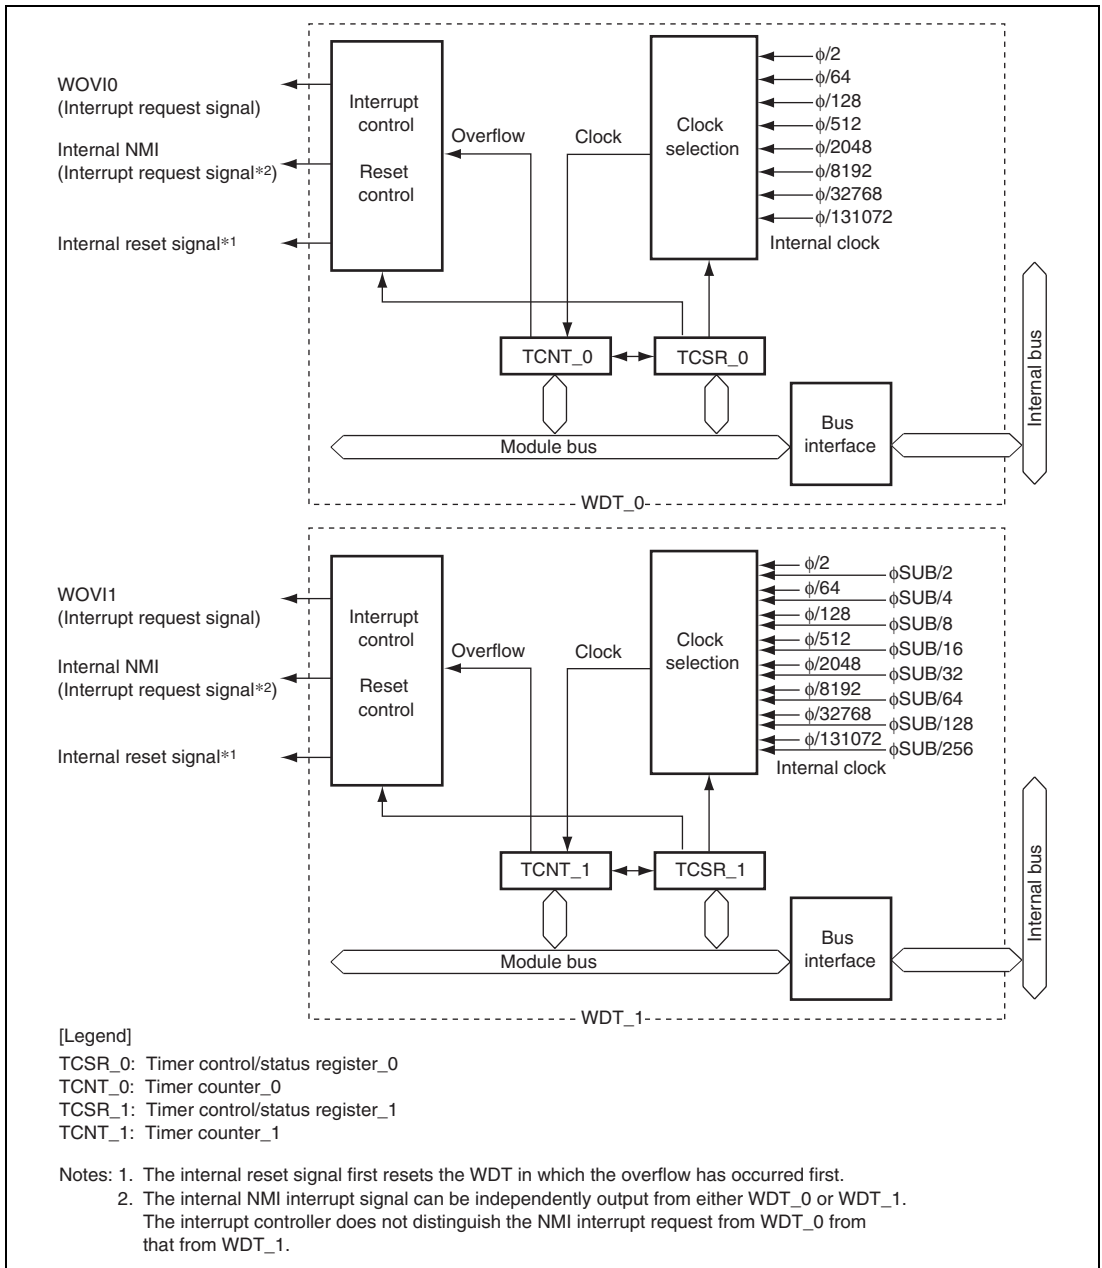 WOVI0
(Interrupt request signal)
Internal NMI
(Interrupt request signal*2)
Internal reset signal*1
Interrupt
control
Reset
control
Overflow
Clock
Clock
selection
ϕ/2
ϕ/64
ϕ/128
ϕ/512
ϕ/2048
ϕ/8192
ϕ/32768
ϕ/131072
Internal clock
TCNT_0
TCSR_0
Module bus
Bus
interface
Internal bus
WDT_0
WOVI1
(Interrupt request signal)
Internal NMI
(Interrupt request signal*2)
Internal reset signal*1
Interrupt
control
Reset
control
Overflow
Clock
Clock
selection
ϕ/2
ϕSUB/2
ϕ/64
ϕSUB/4
ϕ/128
ϕSUB/8
ϕ/512
ϕSUB/16
ϕ/2048
ϕSUB/32
ϕ/8192
ϕSUB/64
ϕ/32768
ϕSUB/128
ϕ/131072
ϕSUB/256
Internal clock
TCNT_1
TCSR_1
Module bus
Bus
interface
Internal bus
WDT_1
[Legend]
TCSR_0: Timer control/status register_0
TCNT_0: Timer counter_0
TCSR_1: Timer control/status register_1
TCNT_1: Timer counter_1
Notes: 1. The internal reset signal first resets the WDT in which the overflow has occurred first.
2. The internal NMI interrupt signal can be independently output from either WDT_0 or WDT_1.
The interrupt controller does not distinguish the NMI interrupt request from WDT_0 from
that from WDT_1.